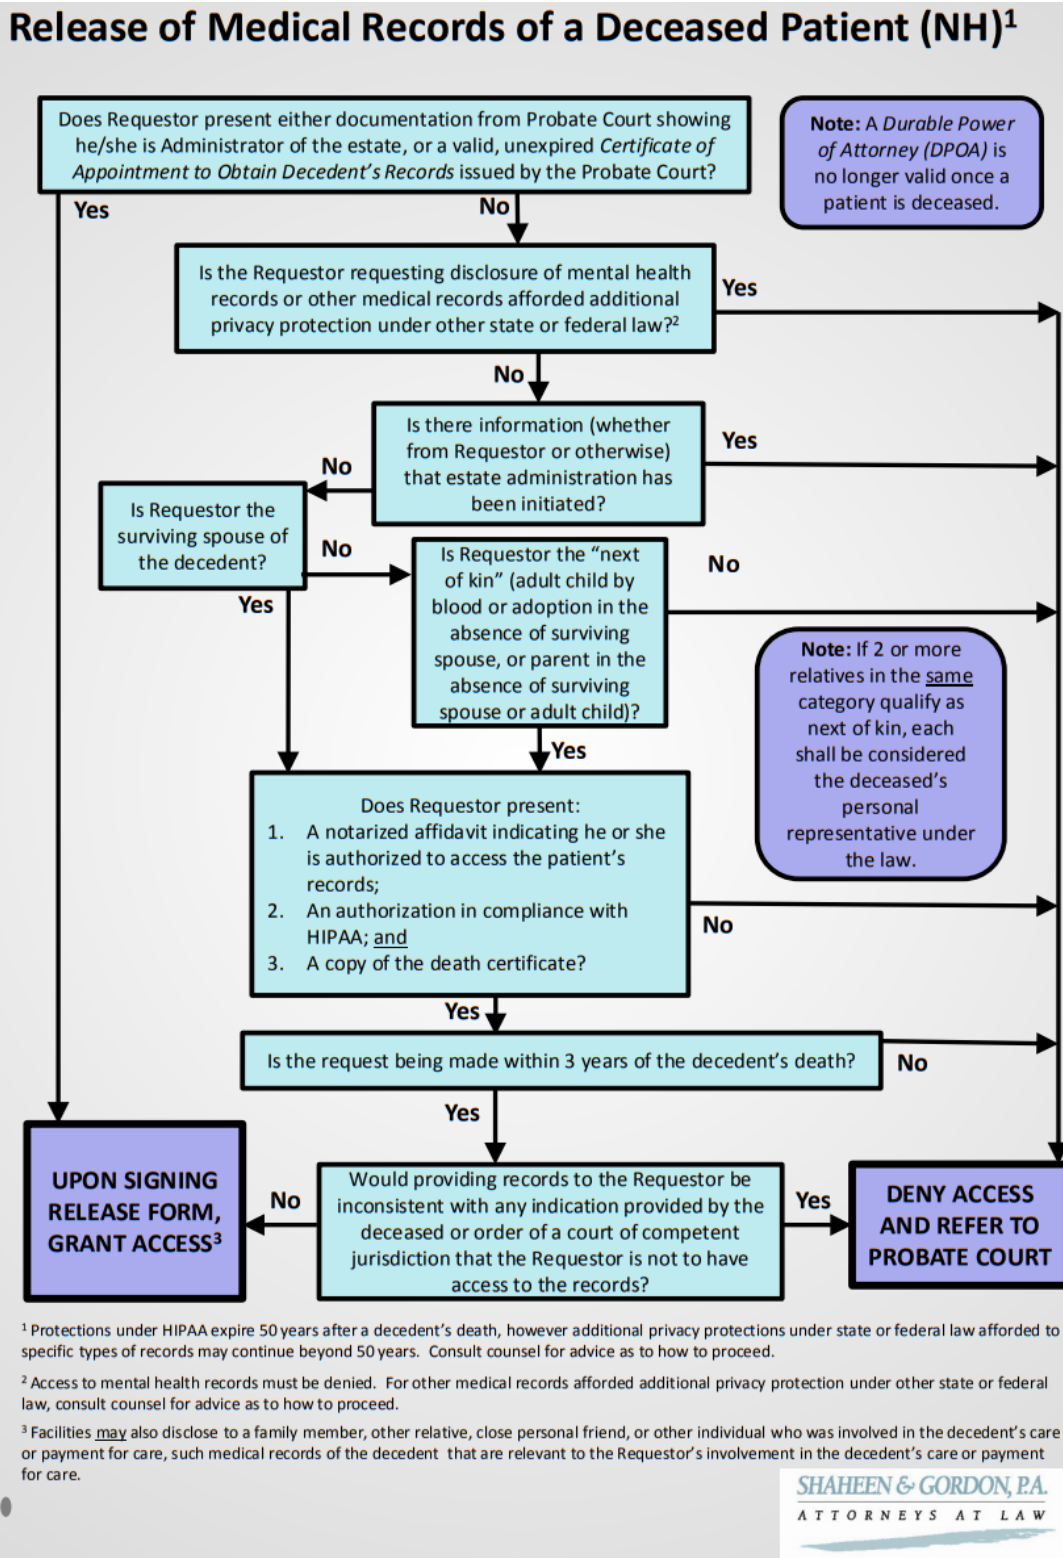 Release of Medical Records of a Deceased Patient (NH)¹
Does Requestor present either documentation from Probate Court showing
he/she is Administrator of the estate, or a valid, unexpired Certificate of
Appointment to Obtain Decedent's Records issued by the Probate Court?
Note: A Durable Power
of Attorney (DPOA) is
no longer valid once a
patient is deceased.
Yes
No
Is the Requestor requesting disclosure of mental health
records or other medical records afforded additional
privacy protection under other state or federal law?²
Yes
No
Is there information (whether
from Requestor or otherwise)
that estate administration has
been initiated?
Yes
No
Is Requestor the
surviving spouse of
the decedent?
No
Yes
Is Requestor the “next
of kin” (adult child by
blood or adoption in the
absence of surviving
spouse, or parent in the
absence of surviving
spouse or adult child)?
No
Yes
Note: If 2 or more
relatives in the same
category qualify as
next of kin, each
shall be considered
the deceased's
personal
representative under
the law.
Does Requestor present:
1. A notarized affidavit indicating he or she
is authorized to access the patient's
records;
2. An authorization in compliance with
HIPAA; and
3. A copy of the death certificate?
No
Yes
Is the request being made within 3 years of the decedent's death?
No
Yes
UPON SIGNING
RELEASE FORM,
GRANT ACCESS³
No
Would providing records to the Requestor be
inconsistent with any indication provided by the
deceased or order of a court of competent
jurisdiction that the Requestor is not to have
access to the records?
Yes
DENY ACCESS
AND REFER TO
PROBATE COURT
¹ Protections under HIPAA expire 50 years after a decedent's death, however additional privacy protections under state or federal law afforded to
specific types of records may continue beyond 50 years. Consult counsel for advice as to how to proceed.
² Access to mental health records must be denied. For other medical records afforded additional privacy protection under other state or federal
law, consult counsel for advice as to how to proceed.
³ Facilities may also disclose to a family member, other relative, close personal friend, or other individual who was involved in the decedent's care
or payment for care, such medical records of the decedent that are relevant to the Requestor's involvement in the decedent's care or payment
for care.
SHAHEEN & GORDON, P.A.
ATTORNEYS AT LAW